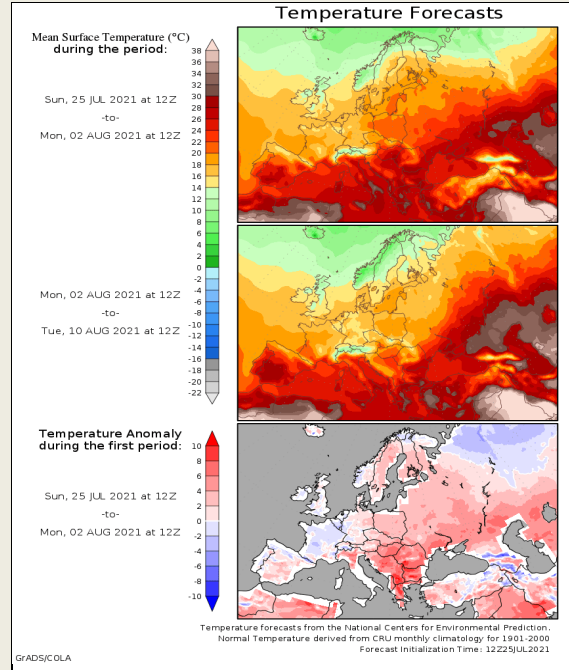 Temperature Forecasts
Mean Surface Temperature (°C)
during the period:
Sun, 25 JUL 2021 at 12Z
-to-
Mon, 02 AUG 2021 at 12Z
38
36
34
32
30
28
26
24
22
20
18
16
14
12
10
8
6
4
2
0
-2
-4
-6
-8
-10
-12
-14
-16
-18
-20
-22
Mon, 02 AUG 2021 at 12Z
-to-
Tue, 10 AUG 2021 at 12Z
Temperature Anomaly
during the first period:
Sun, 25 JUL 2021 at 12Z
-to-
Mon, 02 AUG 2021 at 12Z
10
8
6
4
2
0
-2
-4
-6
-8
-10
Temperature forecasts from the National Centers for Environmental Prediction.
Normal Temperature derived from CRU monthly climatology for 1901-2000
Forecast Initialization Time: 12Z25JUL2021
GrADS/COLA